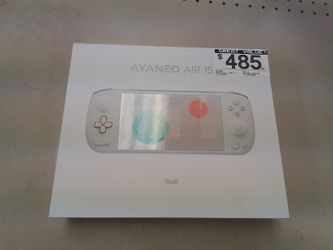 GREAT VALUE!
$485.
AYANEO AIR 1S